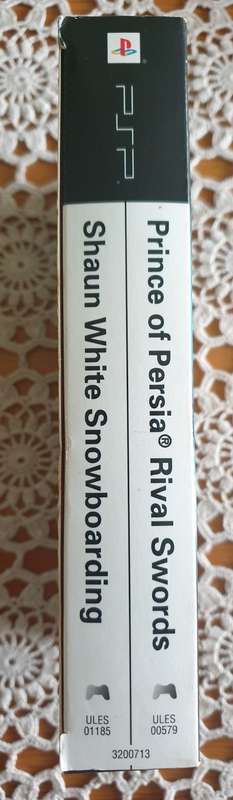 PSP
Prince of Persia® Rival Swords
Shaun White Snowboarding
ULES
00579
ULES
01185
3200713